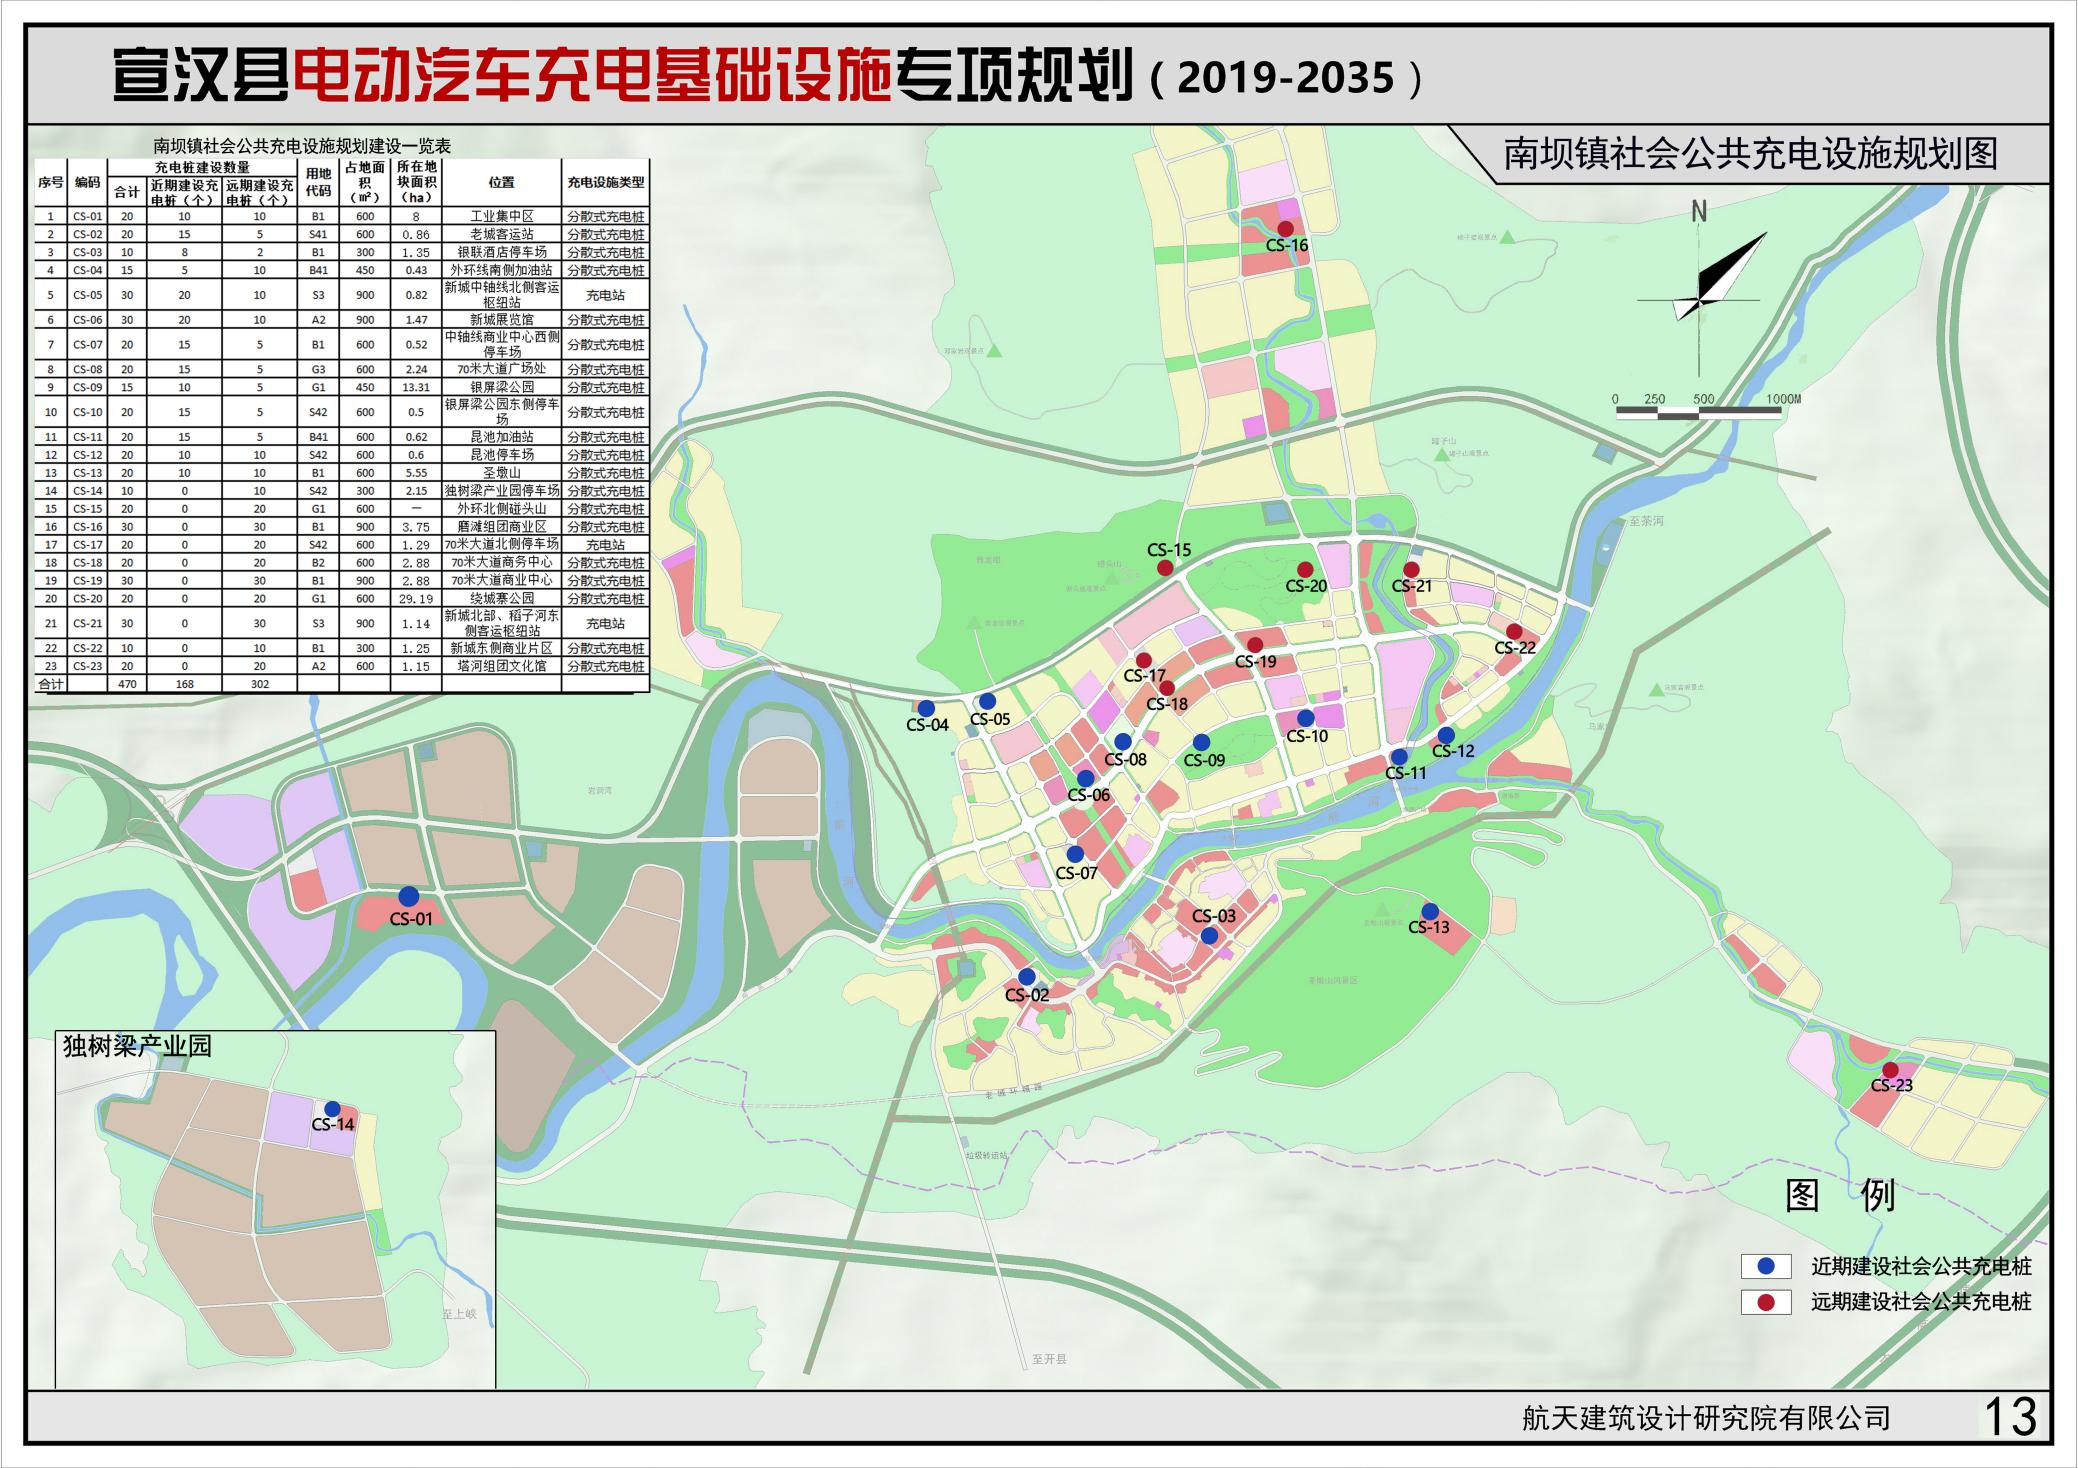 宣汉县电动汽车充电基础设施专项规划（2019-2035）
南坝镇社会公共充电设施规划图
南坝镇社会公共充电设施规划建设一览表
序号 编码 充电桩建设数量 用地代码 占地面积（㎡） 所在地块面积（ha） 位置 充电设施类型
合计 近期建设充电桩（个） 远期建设充电桩（个）
1 CS-01 20 10 10 B1 600 8 工业集中区 分散式充电桩
2 CS-02 20 15 5 S41 600 0.86 老城客运站 分散式充电桩
3 CS-03 10 8 2 B1 300 1.35 银联酒店停车场 分散式充电桩
4 CS-04 15 5 10 B41 450 0.43 外环线南侧加油站 分散式充电桩
5 CS-05 30 20 10 S3 900 0.82 新城中轴线北侧客运枢纽站 充电站
6 CS-06 30 20 10 A2 900 1.47 新城展览馆 分散式充电桩
7 CS-07 20 15 5 B1 600 0.52 中轴线商业中心西侧停车场 分散式充电桩
8 CS-08 20 15 5 G3 600 2.24 70米大道广场处 分散式充电桩
9 CS-09 15 10 5 G1 450 13.31 银屏梁公园 分散式充电桩
10 CS-10 20 15 5 S42 600 0.5 银屏梁公园东侧停车场 分散式充电桩
11 CS-11 20 15 5 B41 600 0.62 昆池加油站 分散式充电桩
12 CS-12 20 10 10 S42 600 0.6 昆池停车场 分散式充电桩
13 CS-13 20 10 10 B1 600 5.55 圣墩山 分散式充电桩
14 CS-14 10 0 10 S42 300 2.15 独树梁产业园停车场 分散式充电桩
15 CS-15 20 0 20 G1 600 — 外环北侧碰头山 分散式充电桩
16 CS-16 30 0 30 B1 900 3.75 磨滩组团商业区 分散式充电桩
17 CS-17 20 0 20 S42 600 1.29 70米大道北侧停车场 充电站
18 CS-18 20 0 20 B2 600 2.88 70米大道商务中心 分散式充电桩
19 CS-19 30 0 30 B1 900 2.88 70米大道商业中心 分散式充电桩
20 CS-20 20 0 20 G1 600 29.19 绕城寨公园 分散式充电桩
21 CS-21 30 0 30 S3 900 1.14 新城北部、稻子河东侧客运枢纽站 充电站
22 CS-22 10 0 10 B1 300 1.25 新城东侧商业片区 分散式充电桩
23 CS-23 20 0 20 A2 600 1.15 塔河组团文化馆 分散式充电桩
合计 470 168 302
N
0 250 500 1000M
CS-16
至茶河
CS-15
CS-20
CS-21
CS-22
CS-19
CS-17
CS-18
CS-04
CS-05
CS-08
CS-09
CS-10
CS-12
CS-11
CS-06
CS-07
CS-01
CS-03
CS-13
CS-02
老城环城路
垃圾转运站
CS-23
独树梁产业园
CS-14
至上峡
至开县
图 例
近期建设社会公共充电桩
远期建设社会公共充电桩
航天建筑设计研究院有限公司
13